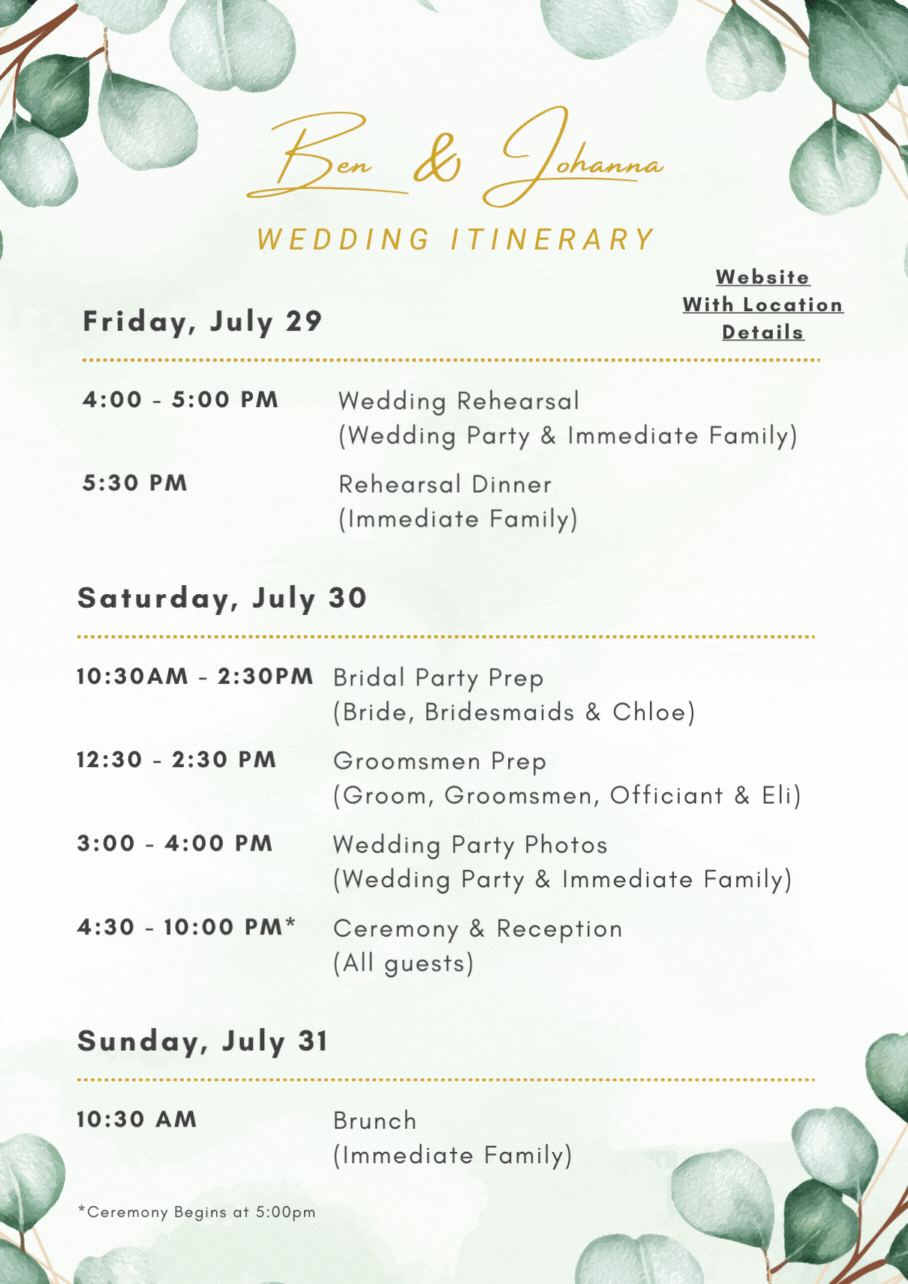 Ben & Johanna
WEDDING ITINERARY
Website
With Location
Details
Friday, July 29
4:00 - 5:00 PM Wedding Rehearsal
(Wedding Party & Immediate Family)
5:30 PM Rehearsal Dinner
(Immediate Family)
Saturday, July 30
10:30AM - 2:30PM Bridal Party Prep
(Bride, Bridesmaids & Chloe)
12:30 - 2:30 PM Groomsmen Prep
(Groom, Groomsmen, Officiant & Eli)
3:00 - 4:00 PM Wedding Party Photos
(Wedding Party & Immediate Family)
4:30 - 10:00 PM* Ceremony & Reception
(All guests)
Sunday, July 31
10:30 AM Brunch
(Immediate Family)
*Ceremony Begins at 5:00pm